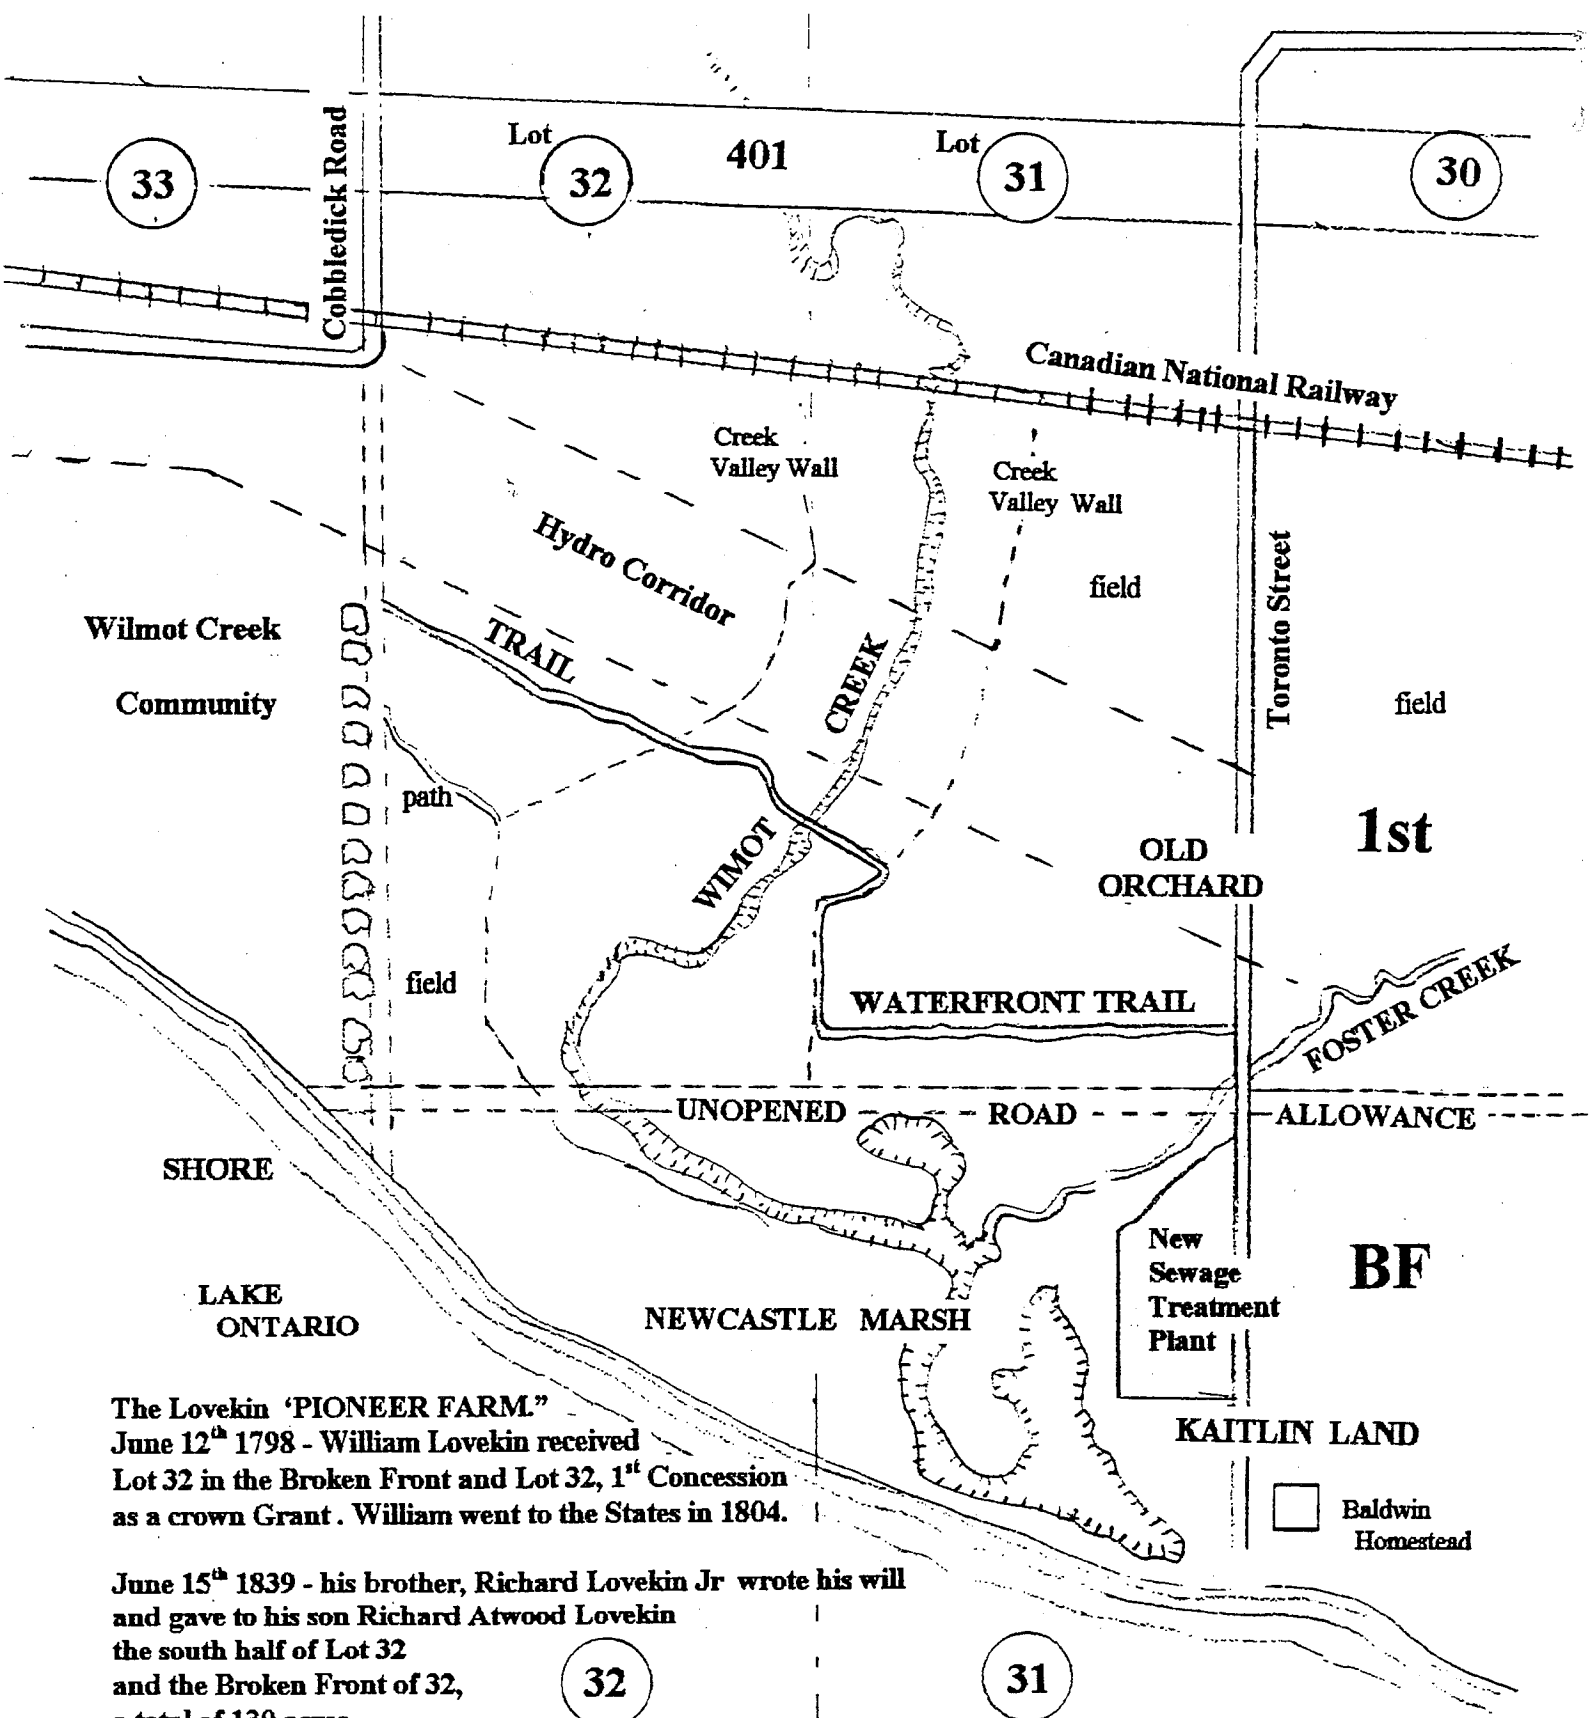 Cobbledick Road
33
Lot
32
401
Lot
31
30
Canadian National Railway
Creek
Valley Wall
Creek
Valley Wall
Hydro Corridor
field
Toronto Street
Wilmot Creek
Community
TRAIL
CREEK
field
path
WIMOT
1st
OLD
ORCHARD
field
WATERFRONT TRAIL
FOSTER CREEK
UNOPENED
ROAD
ALLOWANCE
SHORE
New
Sewage
Treatment
Plant
BF
LAKE
ONTARIO
NEWCASTLE MARSH
KAITLIN LAND
Baldwin
Homestead
The Lovekin ‘PIONEER FARM.”
June 12th 1798 - William Lovekin received
Lot 32 in the Broken Front and Lot 32, 1st Concession
as a crown Grant. William went to the States in 1804.
June 15th 1839 - his brother, Richard Lovekin Jr wrote his will
and gave to his son Richard Atwood Lovekin
the south half of Lot 32
and the Broken Front of 32,
32
31